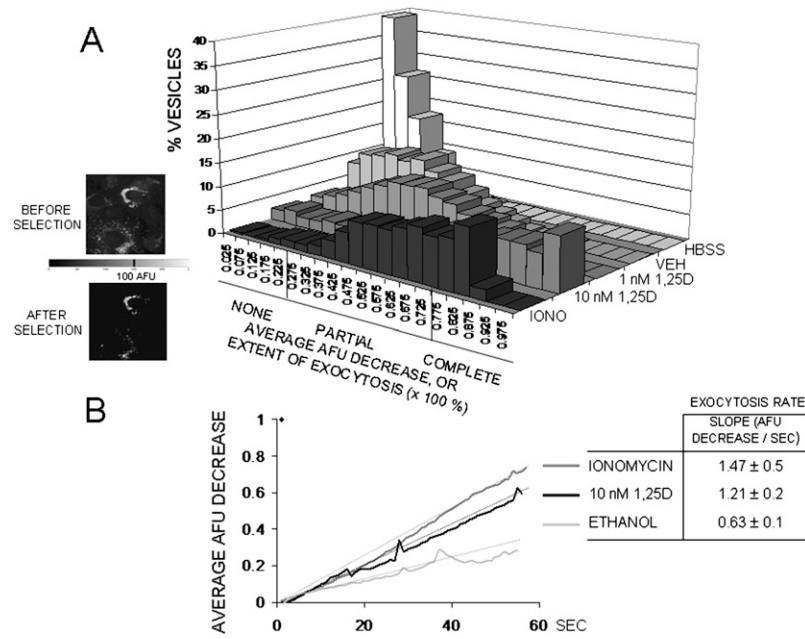 A
% VESICLES
40
35
30
25
20
15
10
5
0
BEFORE
SELECTION
100 AFU
AFTER
SELECTION
0.025
0.075
0.125
0.175
0.225
0.275
0.325
0.375
0.425
0.475
0.525
0.575
0.625
0.675
0.725
0.775
0.825
0.875
0.925
0.975
HBSS
VEH
1 nM 1,25D
10 nM 1,25D
IONO
NONE PARTIAL COMPLETE
AVERAGE AFU DECREASE, OR
EXTENT OF EXOCYTOSIS (x 100 %)
B
AVERAGE AFU DECREASE
1
0.8
0.6
0.4
0.2
0
0 20 40 60 SEC
EXOCYTOSIS RATE
SLOPE (AFU
DECREASE / SEC)
IONOMYCIN 1.47 ± 0.5
10 nM 1,25D 1.21 ± 0.2
ETHANOL 0.63 ± 0.1